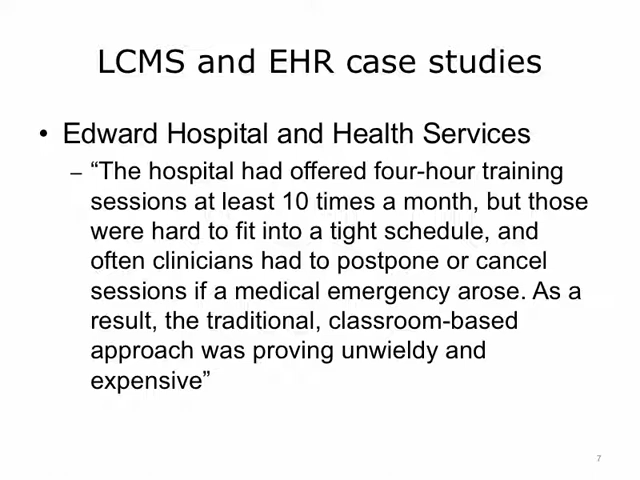 LCMS and EHR case studies
• Edward Hospital and Health Services
– “The hospital had offered four-hour training
sessions at least 10 times a month, but those
were hard to fit into a tight schedule, and
often clinicians had to postpone or cancel
sessions if a medical emergency arose. As a
result, the traditional, classroom-based
approach was proving unwieldy and
expensive”
7